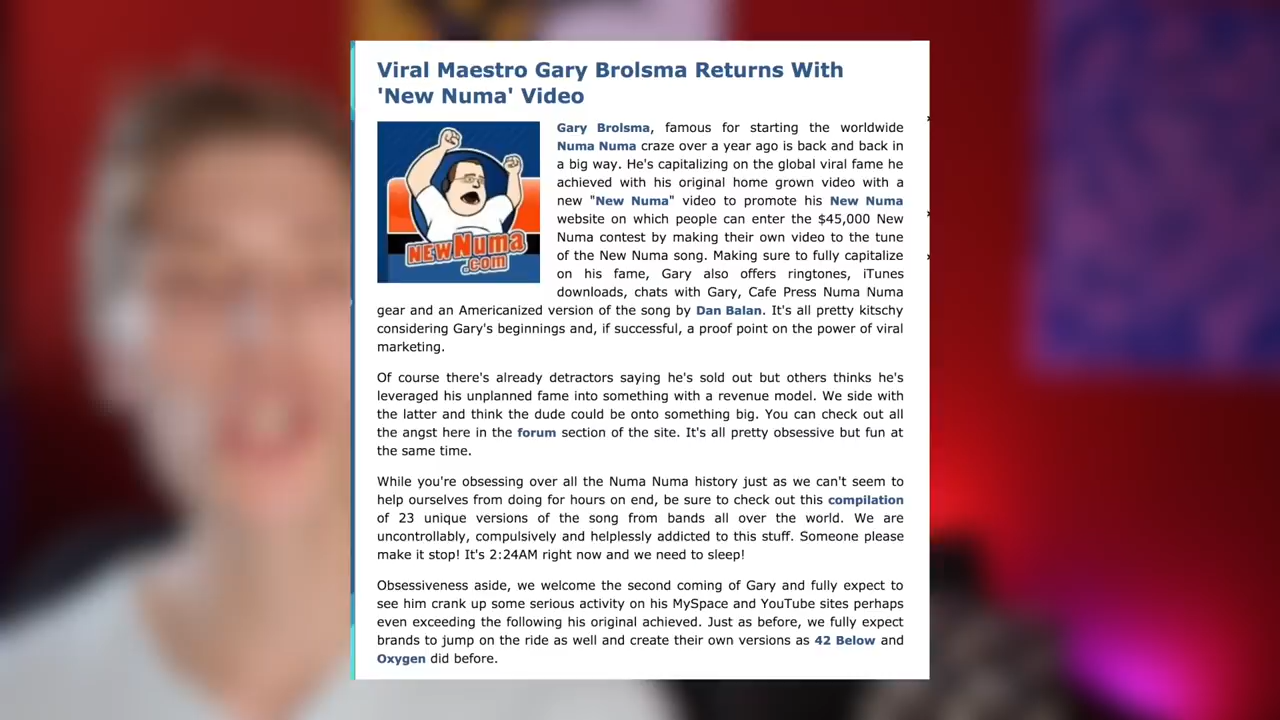 Viral Maestro Gary Brolsma Returns With
'New Numa' Video
NEWNuma
.com
Gary Brolsma, famous for starting the worldwide
Numa Numa craze over a year ago is back and back in
a big way. He's capitalizing on the global viral fame he
achieved with his original home grown video with a
new "New Numa" video to promote his New Numa
website on which people can enter the $45,000 New
Numa contest by making their own video to the tune
of the New Numa song. Making sure to fully capitalize
on his fame, Gary also offers ringtones, iTunes
downloads, chats with Gary, Cafe Press Numa Numa
gear and an Americanized version of the song by Dan Balan. It's all pretty kitschy
considering Gary's beginnings and, if successful, a proof point on the power of viral
marketing.
Of course there's already detractors saying he's sold out but others thinks he's
leveraged his unplanned fame into something with a revenue model. We side with
the latter and think the dude could be onto something big. You can check out all
the angst here in the forum section of the site. It's all pretty obsessive but fun at
the same time.
While you're obsessing over all the Numa Numa history just as we can't seem to
help ourselves from doing for hours on end, be sure to check out this compilation
of 23 unique versions of the song from bands all over the world. We are
uncontrollably, compulsively and helplessly addicted to this stuff. Someone please
make it stop! It's 2:24AM right now and we need to sleep!
Obsessiveness aside, we welcome the second coming of Gary and fully expect to
see him crank up some serious activity on his MySpace and YouTube sites perhaps
even exceeding the following his original achieved. Just as before, we fully expect
brands to jump on the ride as well and create their own versions as 42 Below and
Oxygen did before.